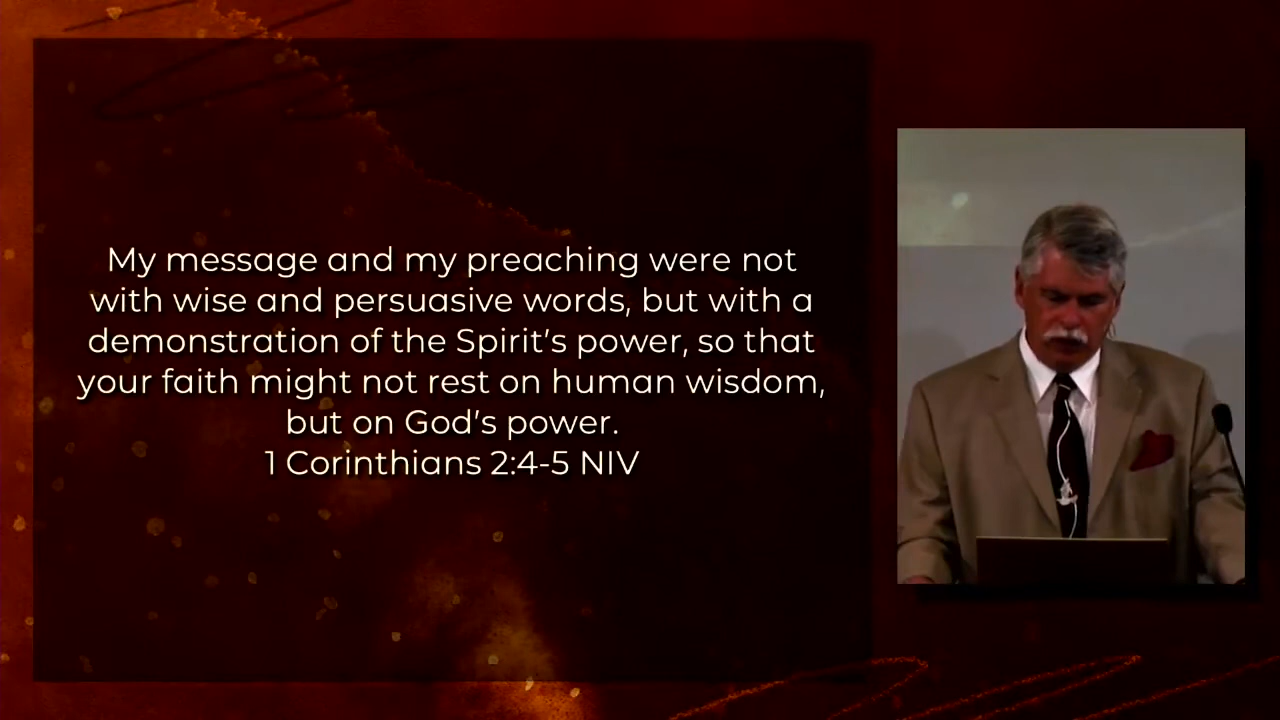 My message and my preaching were not
with wise and persuasive words, but with a
demonstration of the Spirit’s power, so that
your faith might not rest on human wisdom,
but on God’s power.
1 Corinthians 2:4-5 NIV